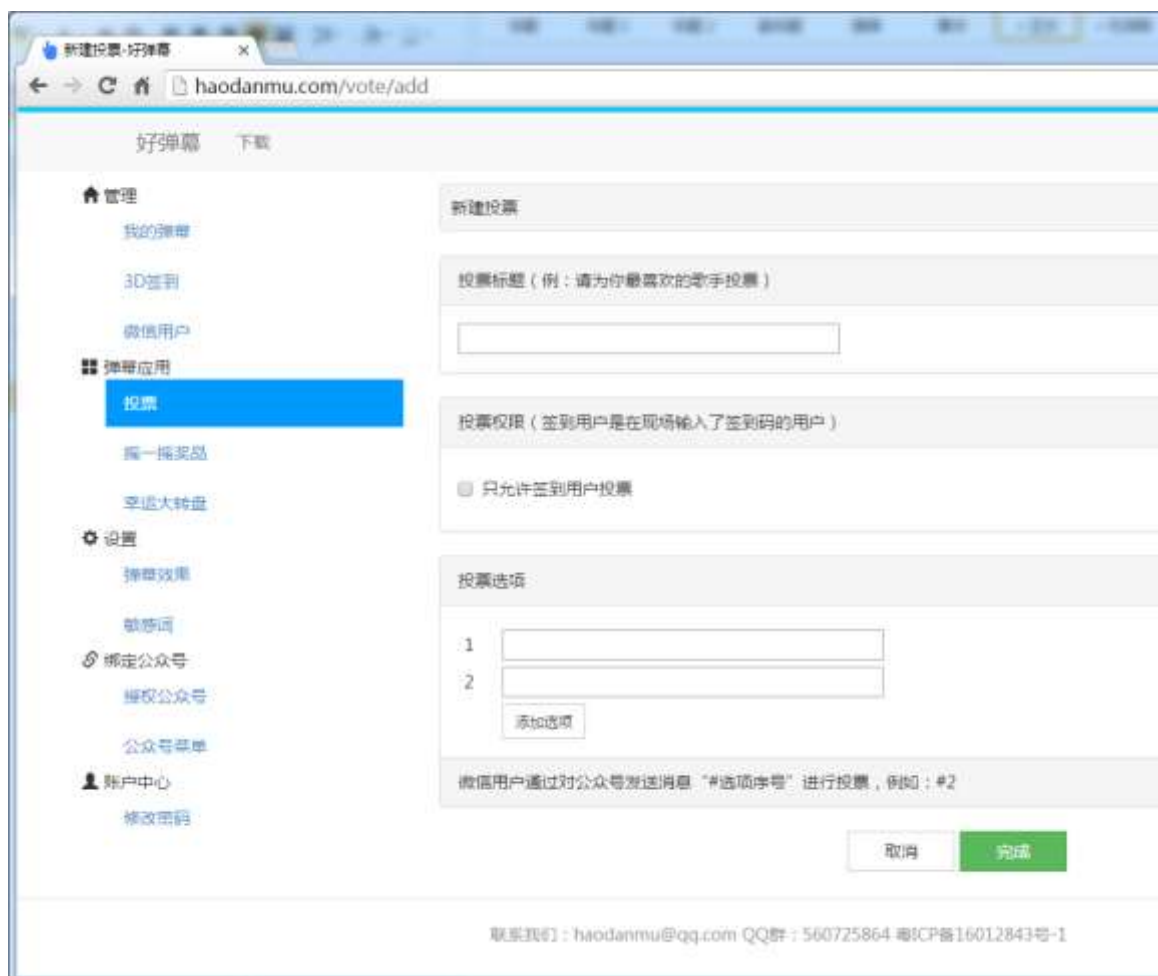 新建投票-好弹幕
haodanmu.com/vote/add
好弹幕 下载
管理
我的弹幕
3D签到
微信用户
弹幕应用
投票
摇一摇奖品
幸运大转盘
设置
弹幕效果
敏感词
绑定公众号
授权公众号
公众号菜单
账户中心
修改密码
新建投票
投票标题（例：请为你最喜欢的歌手投票）
投票权限（签到用户是在现场输入了签到码的用户）
只允许签到用户投票
投票选项
1
2
添加选项
微信用户通过对公众号发送消息“#选项序号”进行投票，例如：#2
取消 完成
联系我们：haodanmu@qq.com QQ群：560725864 粤ICP备16012843号-1